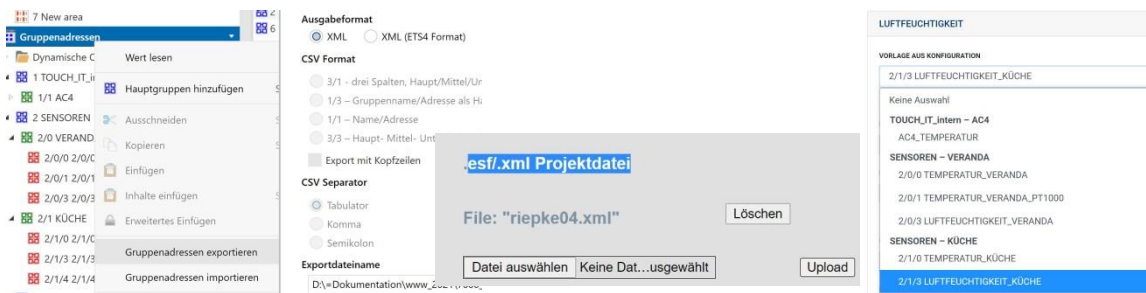 7 New area
Gruppenadressen
Dynamische
1 TOUCH_IT_i
1/1 AC4
2 SENSOREN
2/0 VERAND
2/0/0 2/0/0
2/0/1 2/0/1
2/0/3 2/0/3
2/1 KÜCHE
2/1/0 2/1/0
2/1/3 2/1/3
2/1/4 2/1/4
2
6
Wert lesen
Hauptgruppen hinzufügen
Ausschneiden
Kopieren
Einfügen
Inhalte einfügen
Erweitertes Einfügen
Gruppenadressen exportieren
Gruppenadressen importieren
Ausgabeformat
XML XML (ETS4 Format)
CSV Format
3/1 - drei Spalten, Haupt/Mittel/Un
1/3 – Gruppenname/Adresse als Ha
1/1 – Name/Adresse
3/3 – Haupt- Mittel- Unt
Export mit Kopfzeilen
CSV Separator
Tabulator
Komma
Semikolon
Exportdateiname
.esf/.xml Projektdatei
File: "riepke04.xml" Löschen
Datei auswählen Keine Dat...usgewählt Upload
LUFTFEUCHTIGKEIT
VORLAGE AUS KONFIGURATION
2/1/3 LUFTFEUCHTIGKEIT_KÜCHE
Keine Auswahl
TOUCH_IT_intern – AC4
AC4_TEMPERATUR
SENSOREN – VERANDA
2/0/0 TEMPERATUR_VERANDA
2/0/1 TEMPERATUR_VERANDA_PT1000
2/0/3 LUFTFEUCHTIGKEIT_VERANDA
SENSOREN – KÜCHE
2/1/0 TEMPERATUR_KÜCHE
2/1/3 LUFTFEUCHTIGKEIT_KÜCHE